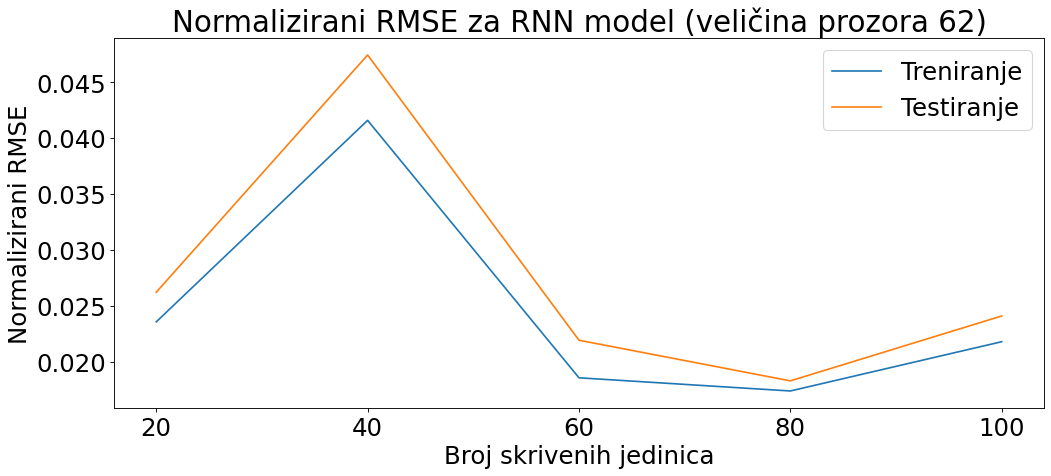 Normalizirani RMSE za RNN model (veličina prozora 62)
Treniranje
Testiranje
Normalizirani RMSE
0.045
0.040
0.035
0.030
0.025
0.020
20 40 60 80 100
Broj skrivenih jedinica